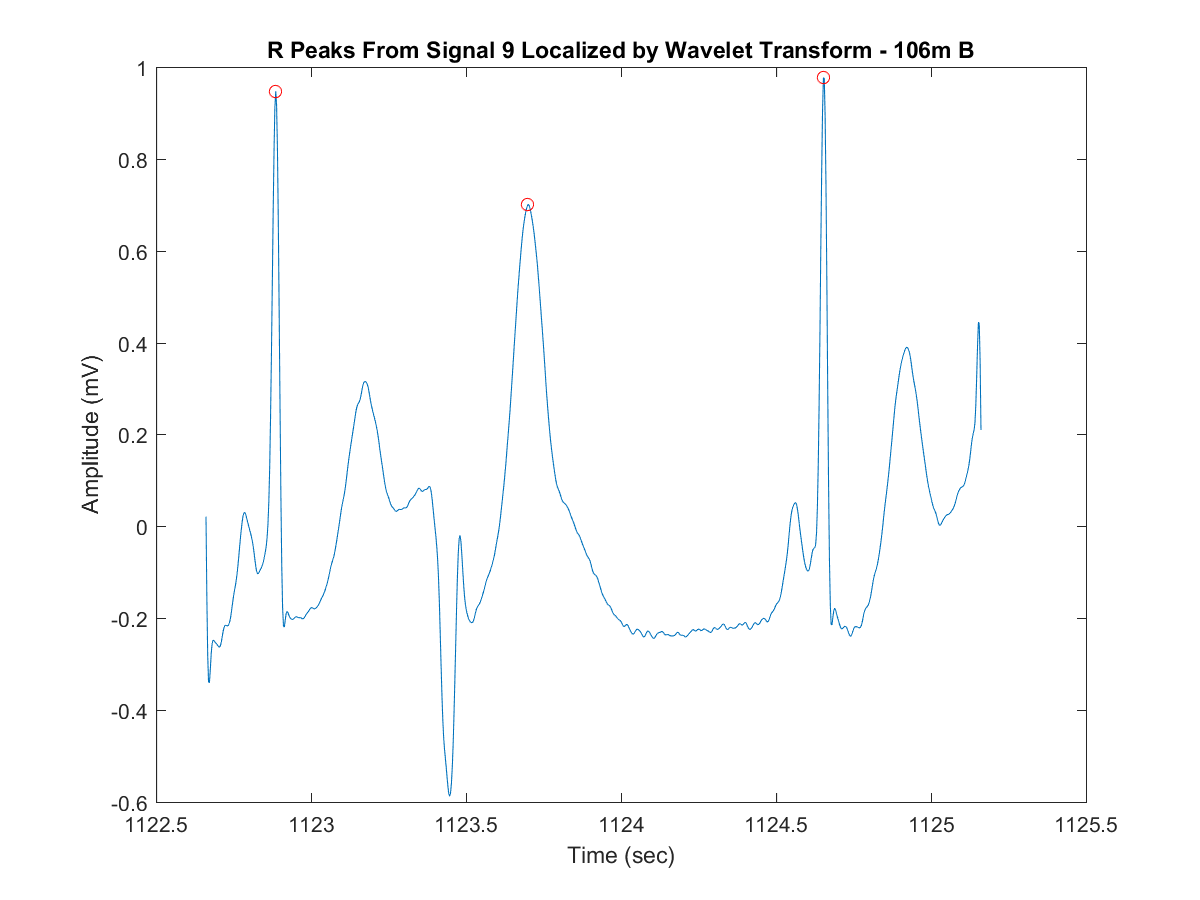 R Peaks From Signal 9 Localized by Wavelet Transform - 106m B
1
0.8
0.6
0.4
0.2
0
-0.2
-0.4
-0.6
Amplitude (mV)
1122.5 1123 1123.5 1124 1124.5 1125 1125.5
Time (sec)